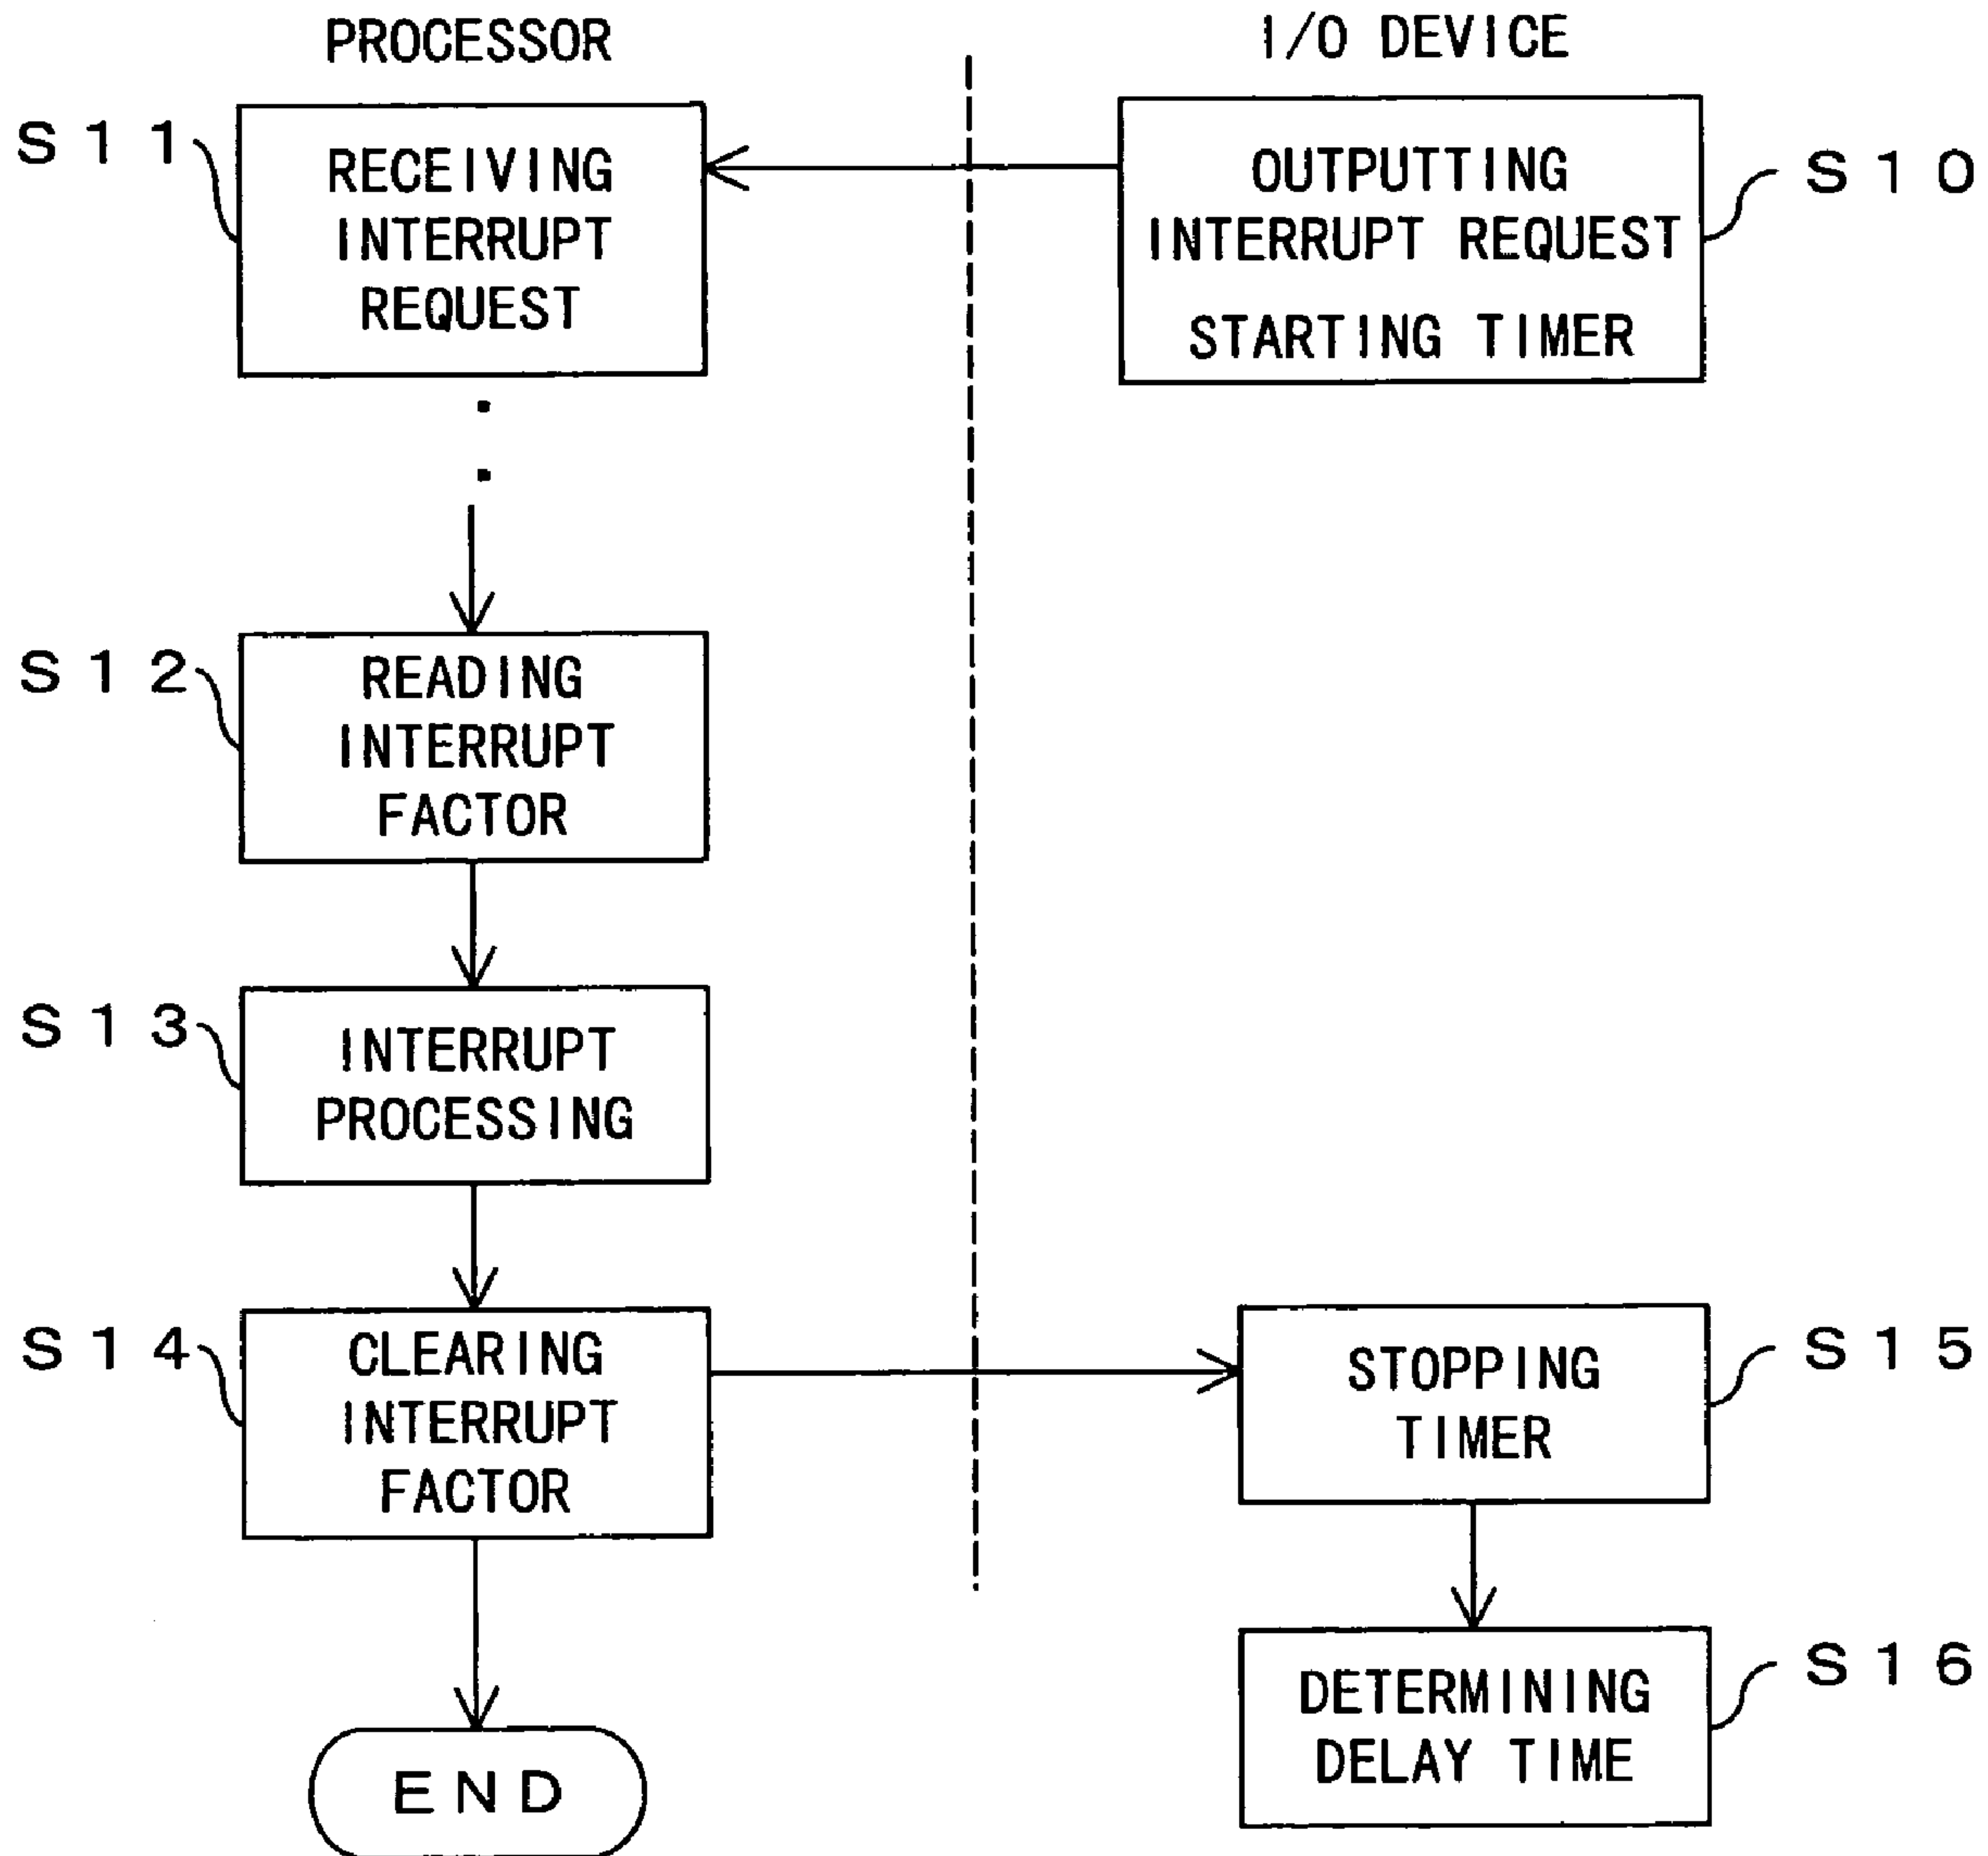 PROCESSOR
I/O DEVICE
S11
RECEIVING
INTERRUPT
REQUEST
OUTPUTTING
INTERRUPT REQUEST
STARTING TIMER
S10
S12
READING
INTERRUPT
FACTOR
S13
INTERRUPT
PROCESSING
S14
CLEARING
INTERRUPT
FACTOR
STOPPING
TIMER
S15
DETERMINING
DELAY TIME
S16
END